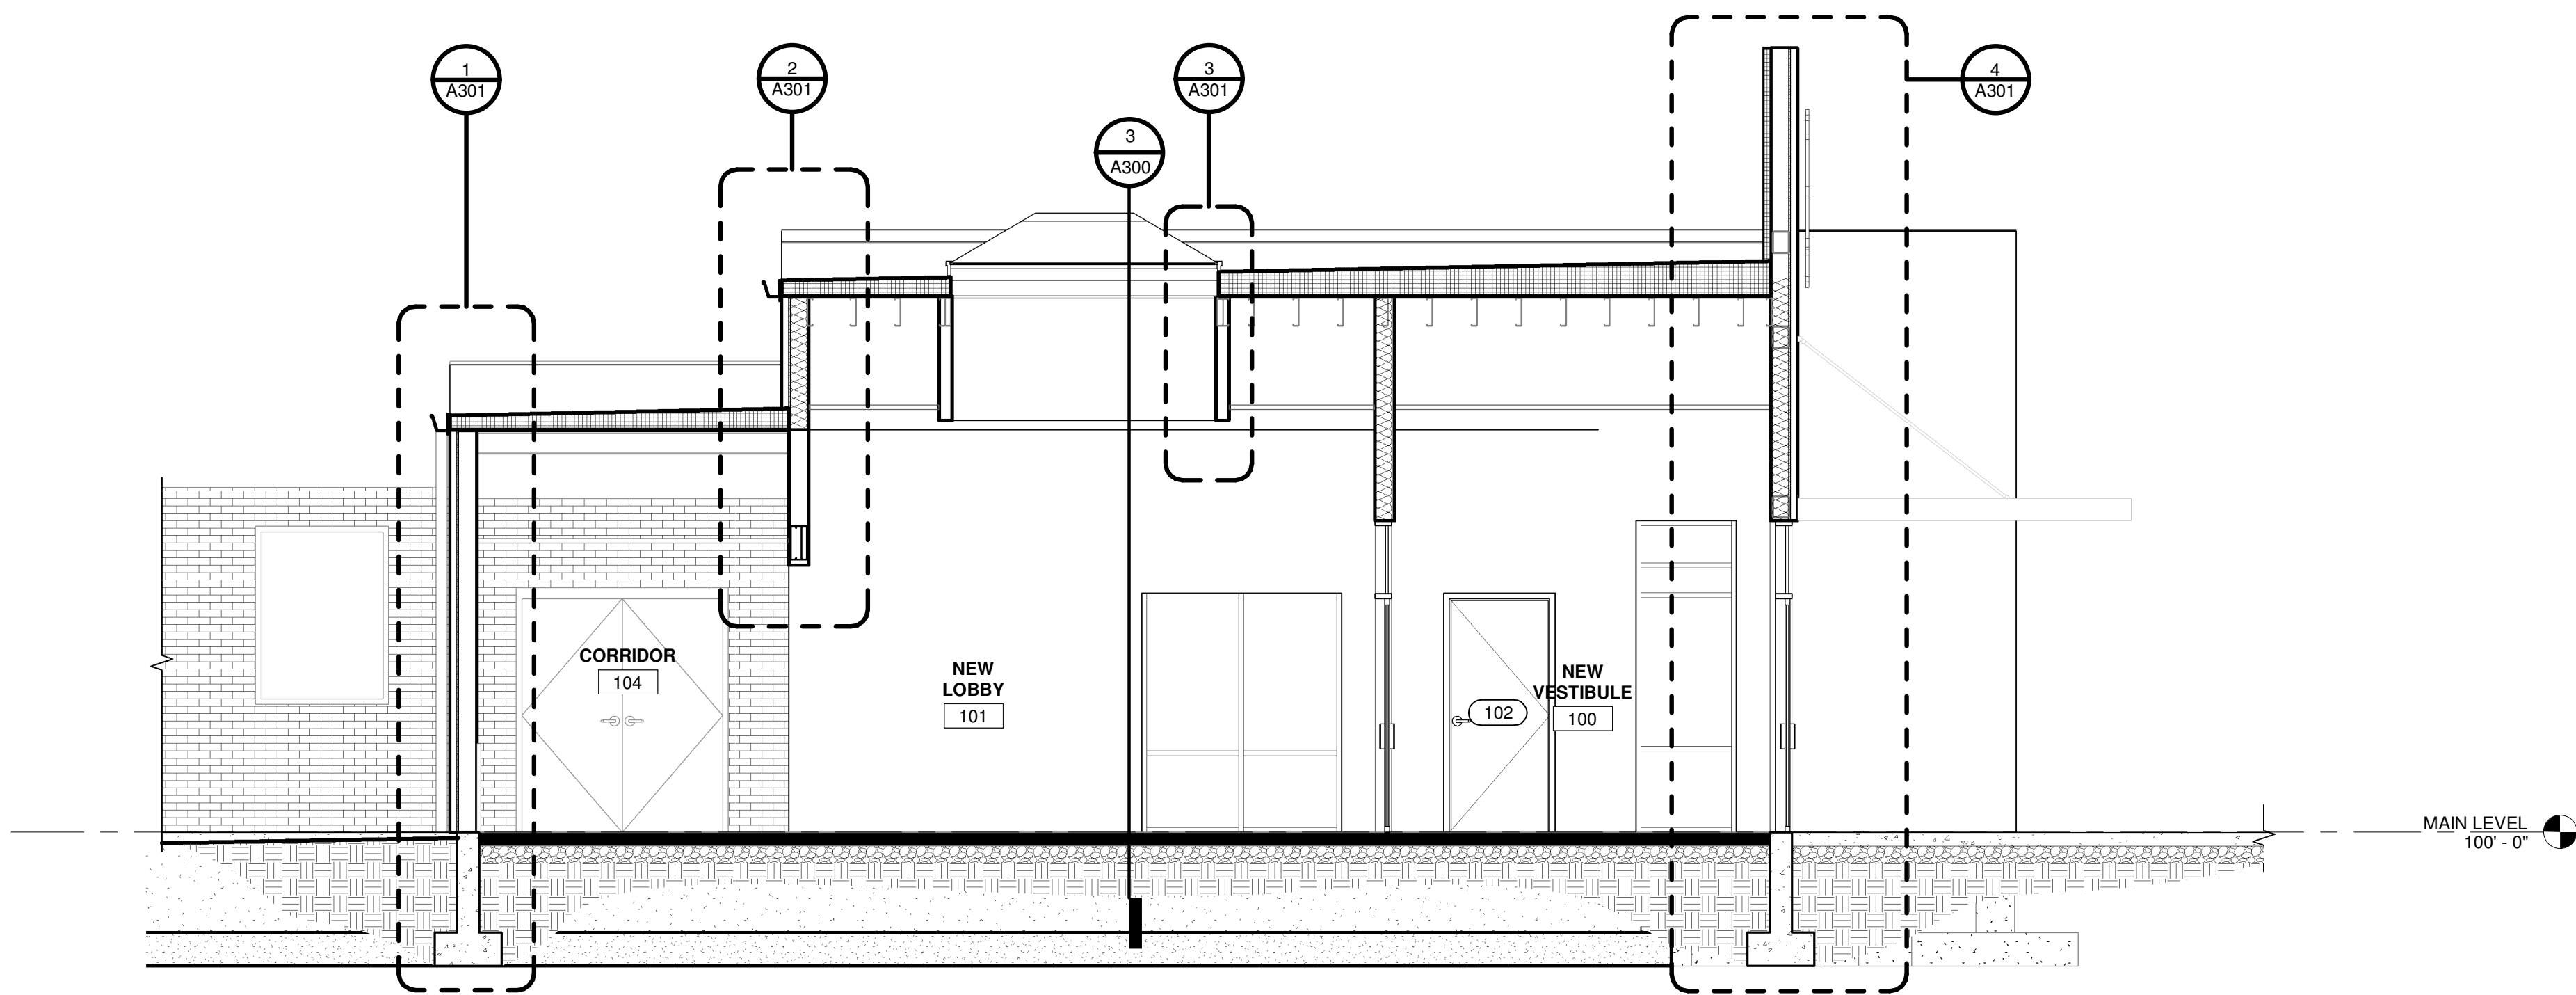 1
A301
2
A301
3
A301
3
A300
4
A301
CORRIDOR
104
NEW
LOBBY
101
102
NEW
VESTIBULE
100
MAIN LEVEL
100' - 0"